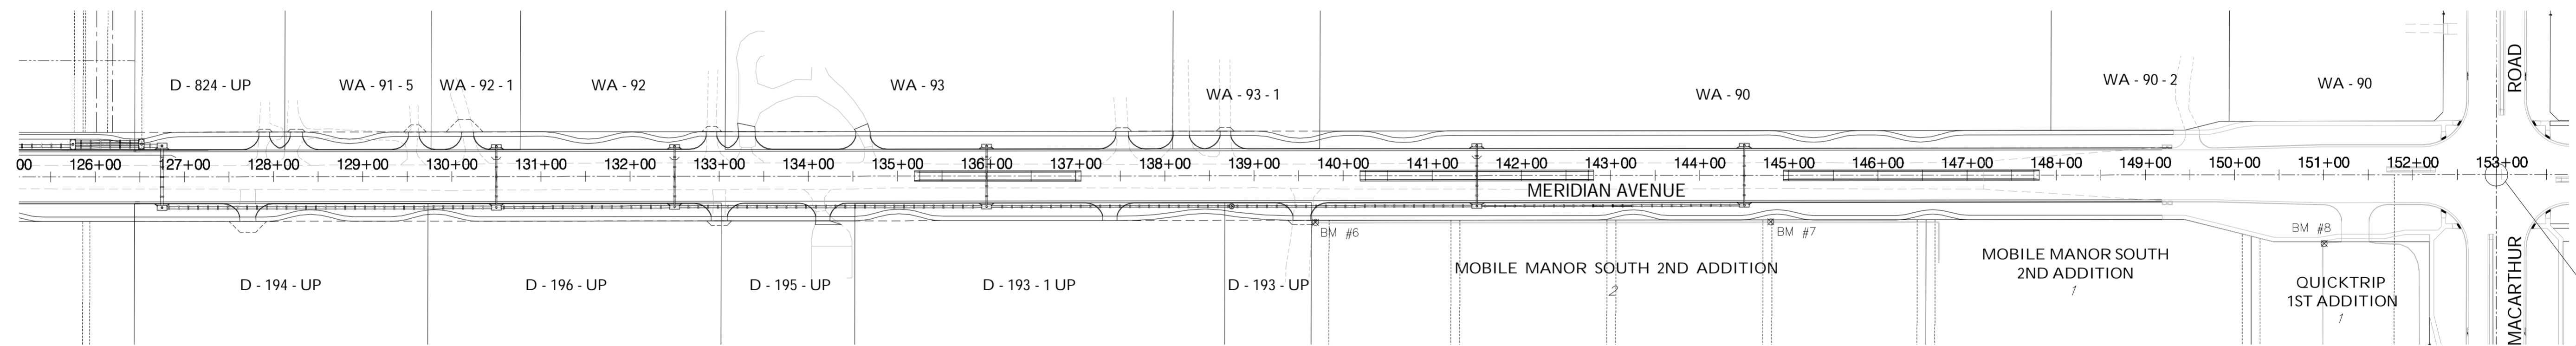 D - 824 - UP
WA - 91 - 5
WA - 92 - 1
WA - 92
WA - 93
WA - 93 - 1
WA - 90
WA - 90 - 2
WA - 90
ROAD
00 126+00 127+00 128+00 129+00 130+00 131+00 132+00 133+00 134+00 135+00 136+00 137+00 138+00 139+00 140+00 141+00 142+00 143+00 144+00 145+00 146+00 147+00 148+00 149+00 150+00 151+00 152+00 153+00
MERIDIAN AVENUE
BM #6
BM #7
BM #8
D - 194 - UP
D - 196 - UP
D - 195 - UP
D - 193 - 1 UP
D - 193 - UP
MOBILE MANOR SOUTH 2ND ADDITION
2
MOBILE MANOR SOUTH
2ND ADDITION
1
QUICKTRIP
1ST ADDITION
1
MACARTHUR